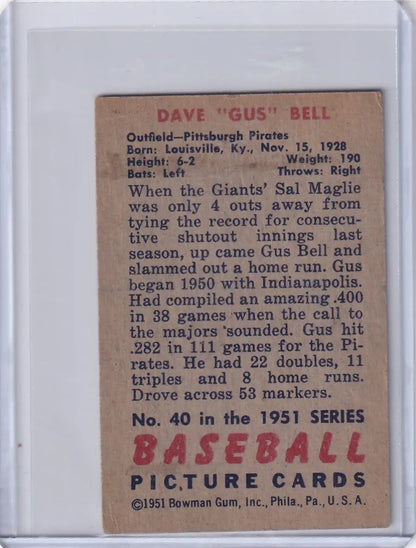 DAVE "GUS" BELL
Outfield—Pittsburgh Pirates
Born: Louisville, Ky., Nov. 15, 1928
Height: 6-2 Weight: 190
Bats: Left Throws: Right
When the Giants' Sal Maglie
was only 4 outs away from
tying the record for consecu-
tive shutout innings last
season, up came Gus Bell and
slammed out a home run. Gus
began 1950 with Indianapolis.
Had compiled an amazing .400
in 38 games when the call to
the majors sounded. Gus hit
.282 in 111 games for the Pi-
rates. He had 22 doubles, 11
triples and 8 home runs.
Drove across 53 markers.
No. 40 in the 1951 SERIES
BASEBALL
PICTURE CARDS
©1951 Bowman Gum, Inc., Phila., Pa., U.S.A.